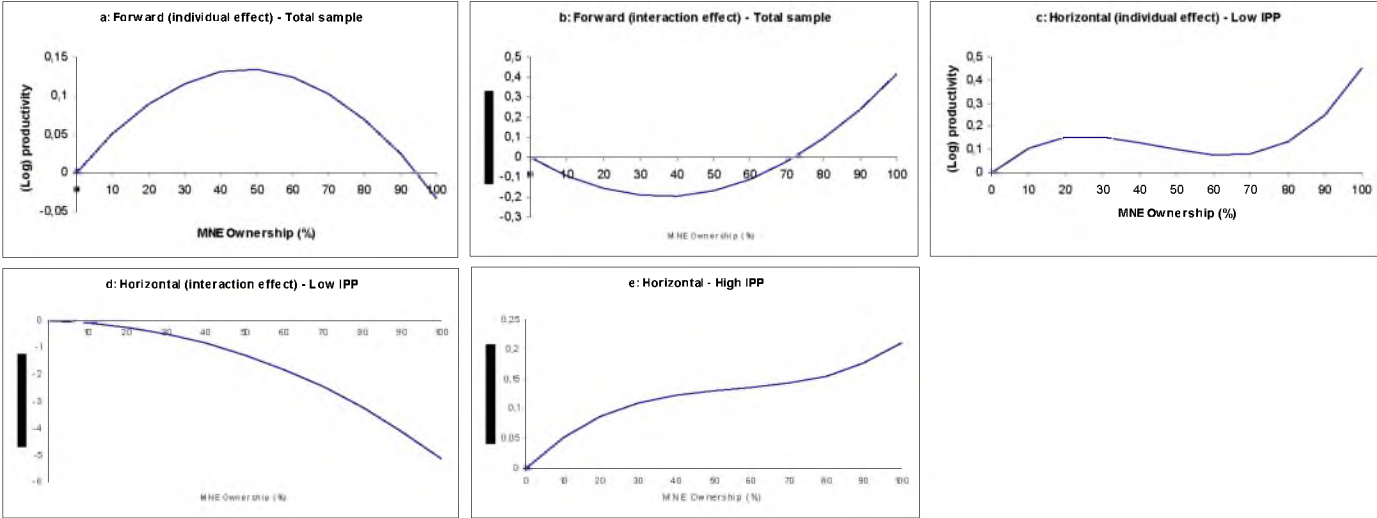 a: Forward (individual effect) - Total sample
(Log) productivity
0,15
0,1
0,05
0
-0,05
10 20 30 40 50 60 70 80 90 100
MNE Ownership (%)
b: Forward (interaction effect) - Total sample
0,5
0,4
0,3
0,2
0,1
0
-0,1
-0,2
-0,3
10 20 30 40 50 60 70 80 90 100
MNE Ownership (%)
c: Horizontal (individual effect) - Low IPP
(Log) productivity
0,5
0,4
0,3
0,2
0,1
0
0 10 20 30 40 50 60 70 80 90 100
MNE Ownership (%)
d: Horizontal (interaction effect) - Low IPP
0
-1
-2
-3
-4
-5
-6
10 20 30 40 50 60 70 80 90 100
MNE Ownership (%)
e: Horizontal - High IPP
0,25
0,2
0,15
0,1
0,05
0
0 10 20 30 40 50 60 70 80 90 100
MNE Ownership (%)